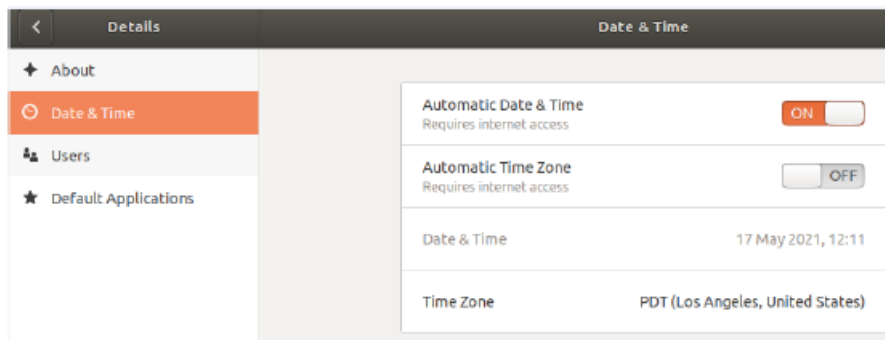 Details
Date & Time
About
Date & Time
Users
Default Applications
Automatic Date & Time
Requires internet access
ON
Automatic Time Zone
Requires internet access
OFF
Date & Time
17 May 2021, 12:11
Time Zone
PDT (Los Angeles, United States)